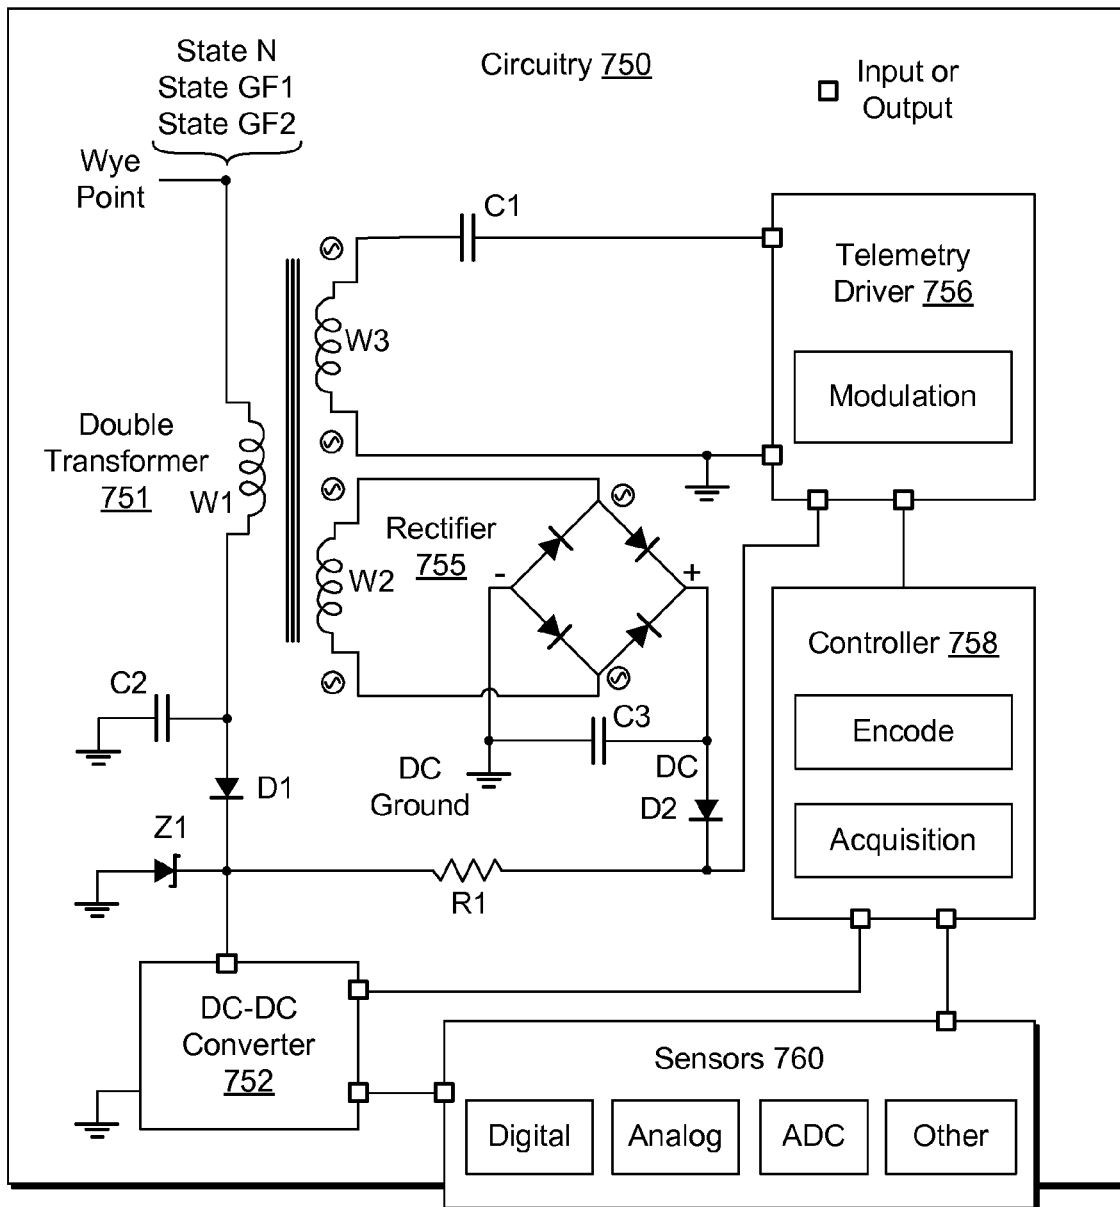 State N
State GF1
State GF2
Circuitry 750
Input or
Output
Wye
Point
C1
Telemetry
Driver 756
Modulation
W3
Double
Transformer
751
W1
Rectifier
755
-
+
W2
Controller 758
Encode
Acquisition
C2
C3
DC
Ground
DC
D1
D2
Z1
R1
DC-DC
Converter
752
Sensors 760
Digital
Analog
ADC
Other